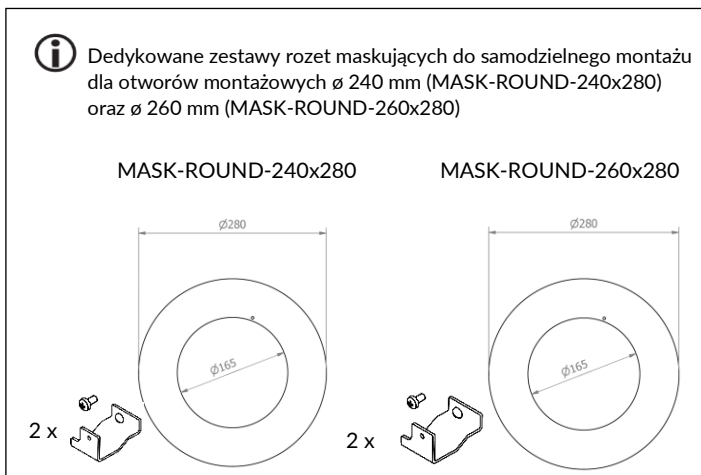 Dedykowane zestawy rozet maskujących do samodzielnego montażu
dla otworów montażowych ø 240 mm (MASK-ROUND-240x280)
oraz ø 260 mm (MASK-ROUND-260x280)
MASK-ROUND-240x280
MASK-ROUND-260x280
Ø280
Ø280
Ø165
Ø165
2 x
2 x